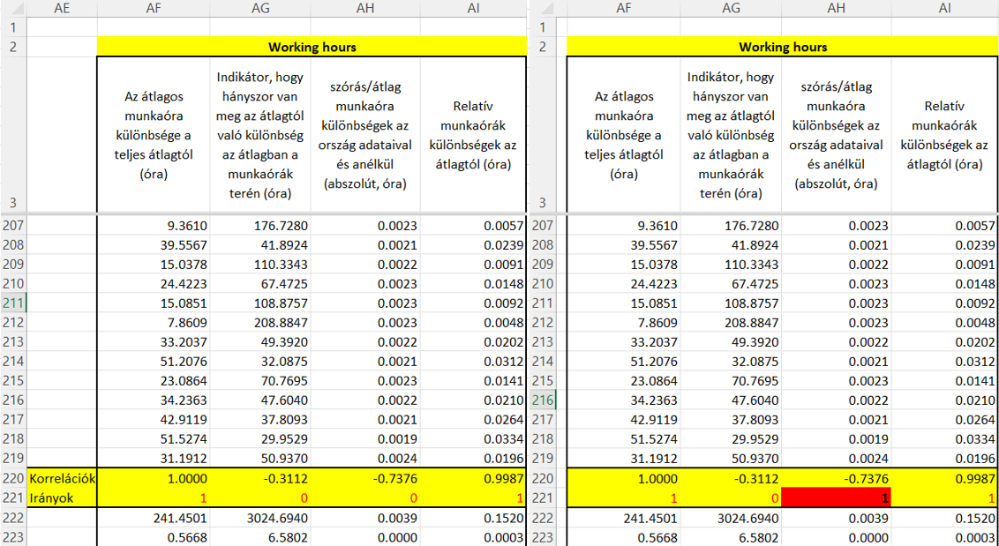 AE AF AG AH AI AF AG AH AI
1 1
2 Working hours 2 Working hours
3 Az átlagos munkaóra különbsége a teljes átlagtól (óra) Indikátor, hogy hányszor van meg az átlagtól való különbség az átlagban a munkaórák terén (óra) szórás/átlag munkaóra különbségek az ország adataival és anélkül (abszolút, óra) Relatív munkaórák különbségek az átlagtól (óra) 3 Az átlagos munkaóra különbsége a teljes átlagtól (óra) Indikátor, hogy hányszor van meg az átlagtól való különbség az átlagban a munkaórák terén (óra) szórás/átlag munkaóra különbségek az ország adataival és anélkül (abszolút, óra) Relatív munkaórák különbségek az átlagtól (óra)
207 9.3610 176.7280 0.0023 0.0057 207 9.3610 176.7280 0.0023 0.0057
208 39.5567 41.8924 0.0021 0.0239 208 39.5567 41.8924 0.0021 0.0239
209 15.0378 110.3343 0.0022 0.0091 209 15.0378 110.3343 0.0022 0.0091
210 24.4223 67.4725 0.0023 0.0148 210 24.4223 67.4725 0.0023 0.0148
211 15.0851 108.8757 0.0023 0.0092 211 15.0851 108.8757 0.0023 0.0092
212 7.8609 208.8847 0.0023 0.0048 212 7.8609 208.8847 0.0023 0.0048
213 33.2037 49.3920 0.0022 0.0202 213 33.2037 49.3920 0.0022 0.0202
214 51.2076 32.0875 0.0021 0.0312 214 51.2076 32.0875 0.0021 0.0312
215 23.0864 70.7695 0.0023 0.0141 215 23.0864 70.7695 0.0023 0.0141
216 34.2363 47.6040 0.0022 0.0210 216 34.2363 47.6040 0.0022 0.0210
217 42.9119 37.8093 0.0021 0.0264 217 42.9119 37.8093 0.0021 0.0264
218 51.5274 29.9529 0.0019 0.0334 218 51.5274 29.9529 0.0019 0.0334
219 31.1912 50.9370 0.0024 0.0196 219 31.1912 50.9370 0.0024 0.0196
220 Korrelációk 1.0000 -0.3112 -0.7376 0.9987 220 1.0000 -0.3112 -0.7376 0.9987
221 Irányok 1 0 0 1 221 1 0 1 1
222 241.4501 3024.6940 0.0039 0.1520 222 241.4501 3024.6940 0.0039 0.1520
223 0.5668 6.5802 0.0000 0.0003 223 0.5668 6.5802 0.0000 0.0003